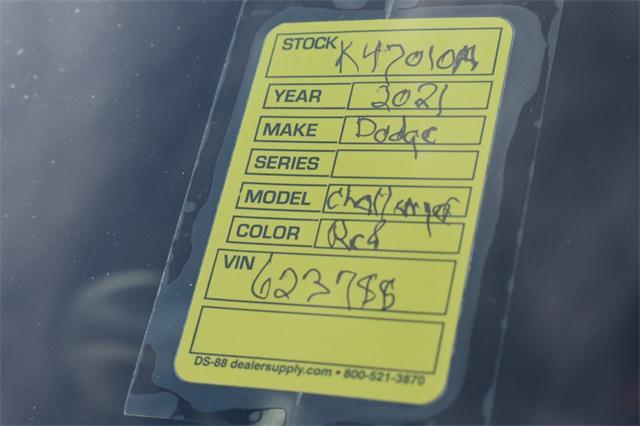 STOCK K47010A
YEAR 2021
MAKE Dodge
SERIES
MODEL Challenger
COLOR Red
VIN 623788
DS-88 dealersupply.com • 800-521-3870